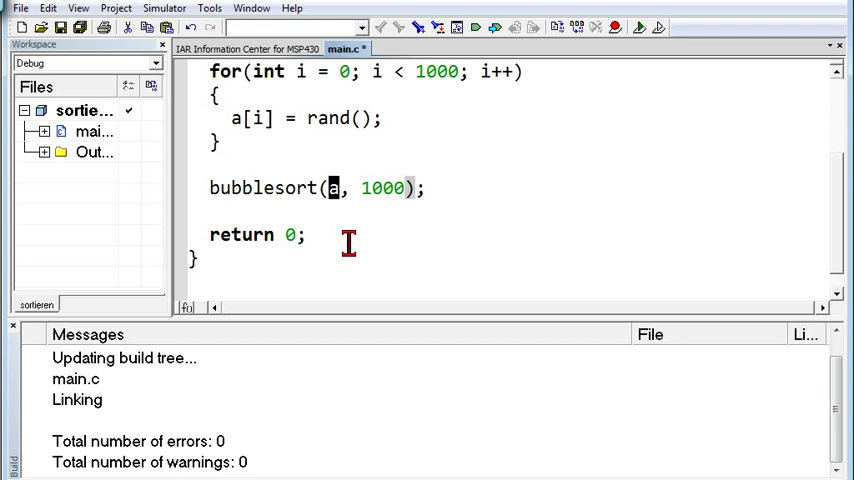 File Edit View Project Simulator Tools Window Help
Workspace
IAR Information Center for MSP430 main.c *
Debug
Files
sortie...
mai...
Out...
sortieren
for(int i = 0; i < 1000; i++)
{
a[i] = rand();
}
bubblesort(a, 1000);
return 0;
}
f()
Messages File Li...
Updating build tree...
main.c
Linking
Total number of errors: 0
Total number of warnings: 0
Build